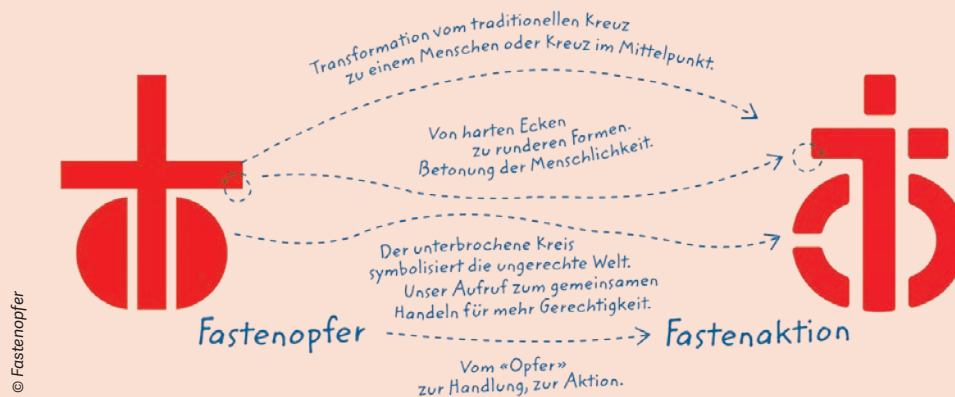 Transformation vom traditionellen Kreuz
zu einem Menschen oder Kreuz im Mittelpunkt.
Von harten Ecken
zu runderen Formen.
Betonung der Menschlichkeit.
Der unterbrochene Kreis
symbolisiert die ungerechte Welt.
Unser Aufruf zum gemeinsamen
Handeln für mehr Gerechtigkeit.
Fastenopfer
Fastenaktion
Vom «Opfer»
zur Handlung, zur Aktion.
© Fastenopfer